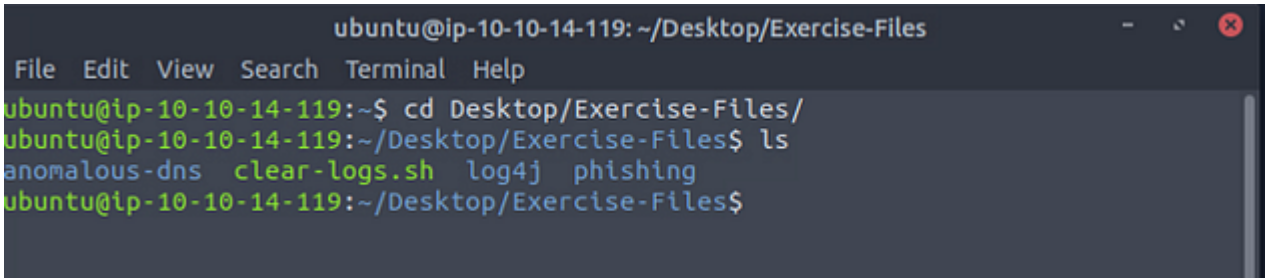 ubuntu@ip-10-10-14-119: ~/Desktop/Exercise-Files
File Edit View Search Terminal Help
ubuntu@ip-10-10-14-119:~$ cd Desktop/Exercise-Files/
ubuntu@ip-10-10-14-119:~/Desktop/Exercise-Files$ ls
anomalous-dns clear-logs.sh log4j phishing
ubuntu@ip-10-10-14-119:~/Desktop/Exercise-Files$